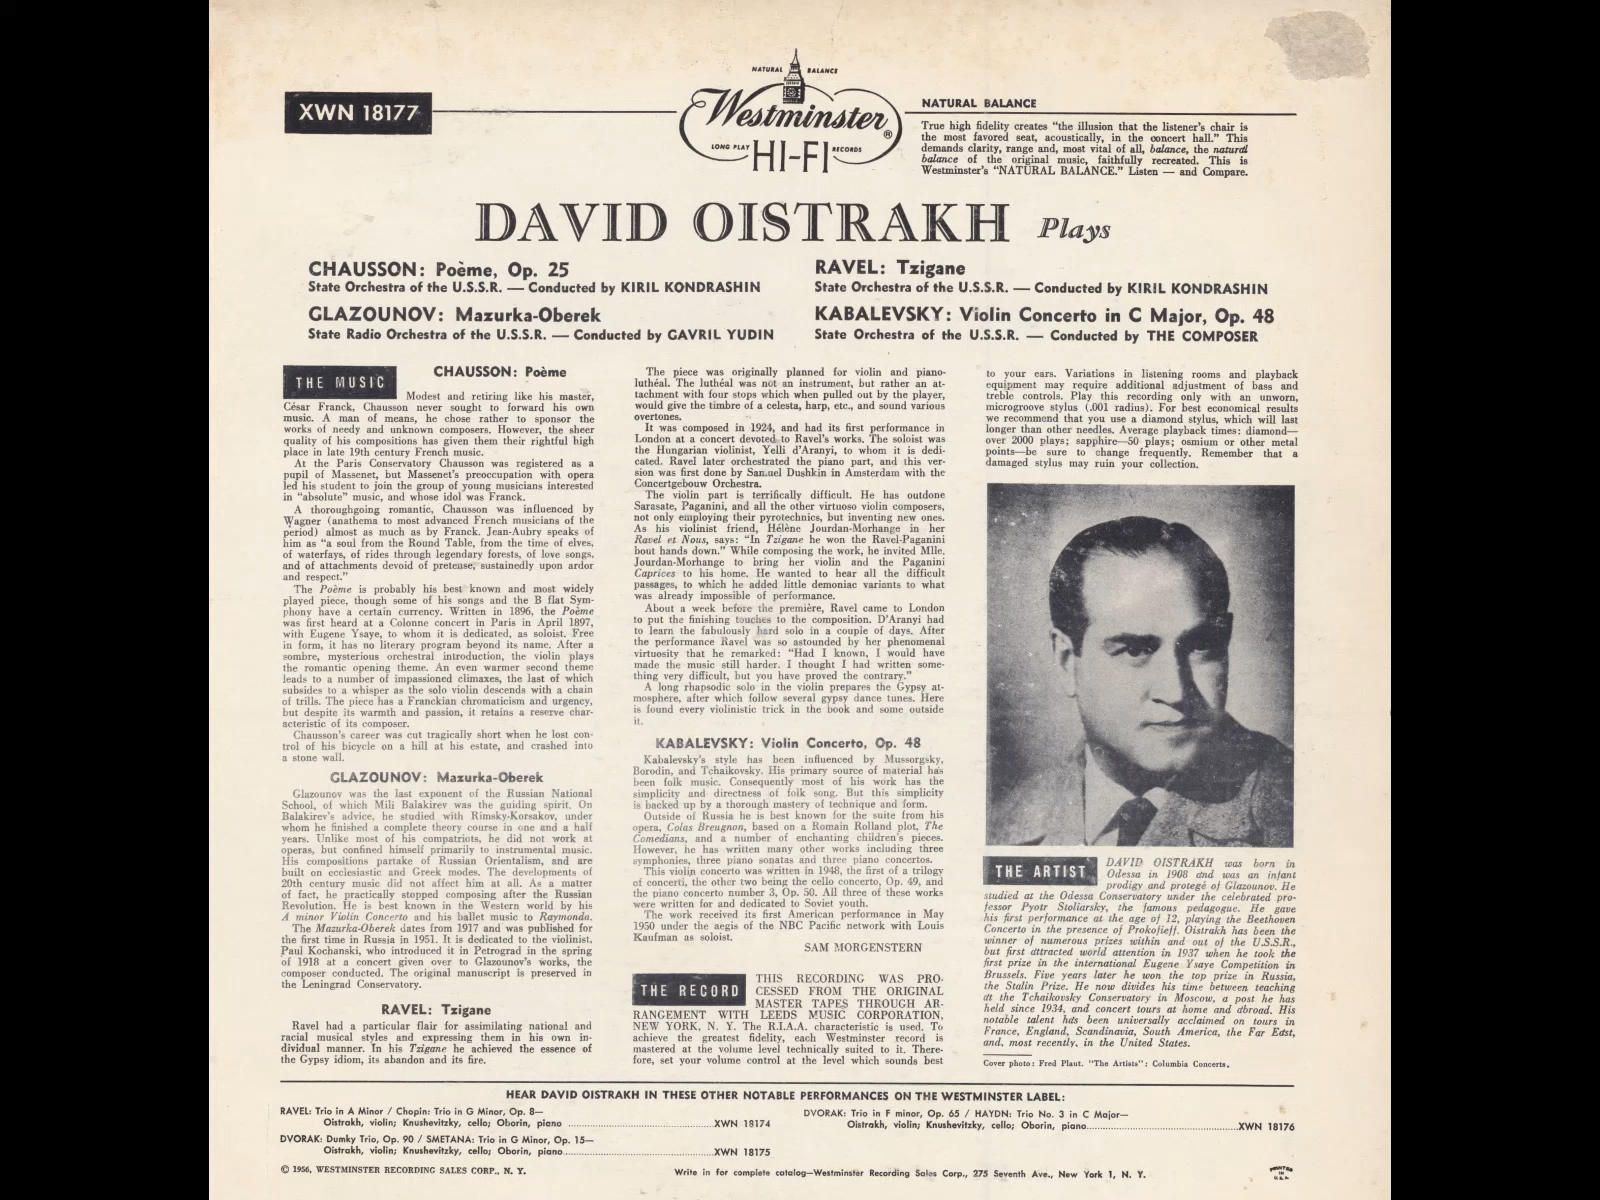 XWN 18177
NATURAL BALANCE
Westminster®
LONG PLAY HI-FI RECORDS
NATURAL BALANCE
True high fidelity creates "the illusion that the listener's chair is
the most favored seat, acoustically, in the concert hall." This
demands clarity, range and, most vital of all, balance, the natural
balance of the original music, faithfully recreated. This is
Westminster's "NATURAL BALANCE." Listen — and Compare.
DAVID OISTRAKH Plays
CHAUSSON: Poème, Op. 25
State Orchestra of the U.S.S.R. — Conducted by KIRIL KONDRASHIN
GLAZOUNOV: Mazurka-Oberek
State Radio Orchestra of the U.S.S.R. — Conducted by GAVRIL YUDIN
RAVEL: Tzigane
State Orchestra of the U.S.S.R. — Conducted by KIRIL KONDRASHIN
KABALEVSKY: Violin Concerto in C Major, Op. 48
State Orchestra of the U.S.S.R. — Conducted by THE COMPOSER
THE MUSIC
CHAUSSON: Poème
Modest and retiring like his master,
César Franck, Chausson never sought to forward his own
music. A man of means, he chose rather to sponsor the
works of needy and unknown composers. However, the sheer
quality of his compositions has given them their rightful high
place in late 19th century French music.
At the Paris Conservatory Chausson was registered as a
pupil of Massenet, but Massenet's preoccupation with opera
led his student to join the group of young musicians interested
in "absolute" music, and whose idol was Franck.
A thoroughgoing romantic, Chausson was influenced by
Wagner (anathema to most advanced French musicians of the
period) almost as much as by Franck. Jean-Aubry speaks of
him as "a soul from the Round Table, from the time of elves,
of waterfays, of rides through legendary forests, of love songs,
and of attachments devoid of pretease, sustainedly upon ardor
and respect."
The Poème is probably his best known and most widely
played piece, though some of his songs and the B flat Sym-
phony have a certain currency. Written in 1896, the Poème
was first heard at a Colonne concert in Paris in April 1897,
with Eugene Ysaye, to whom it is dedicated, as soloist. Free
in form, it has no literary program beyond its name. After a
sombre, mysterious orchestral introduction, the violin plays
the romantic opening theme. An even warmer second theme
leads to a number of impassioned climaxes, the last of which
subsides to a whisper as the solo violin descends with a chain
of trills. The piece has a Franckian chromaticism and urgency,
but despite its warmth and passion, it retains a reserve char-
acteristic of its composer.
Chausson's career was cut tragically short when he lost con-
trol of his bicycle on a hill at his estate, and crashed into
a stone wall.
GLAZOUNOV: Mazurka-Oberek
Glazounov was the last exponent of the Russian National
School, of which Mili Balakirev was the guiding spirit. On
Balakirev's advice, he studied with Rimsky-Korsakov, under
whom he finished a complete theory course in one and a half
years. Unlike most of his compatriots, he did not work at
operas, but confined himself primarily to instrumental music.
His compositions partake of Russian Orientalism, and are
built on ecclesiastic and Greek modes. The developments of
20th century music did not affect him at all. As a matter
of fact, he practically stopped composing after the Russian
Revolution. He is best known in the Western world by his
A minor Violin Concerto and his ballet music to Raymonda.
The Mazurka-Oberek dates from 1917 and was published for
the first time in Russia in 1951. It is dedicated to the violinist,
Paul Kochanski, who introduced it in Petrograd in the spring
of 1918 at a concert given over to Glazounov's works, the
composer conducted. The original manuscript is preserved in
the Leningrad Conservatory.
RAVEL: Tzigane
Ravel had a particular flair for assimilating national and
racial musical styles and expressing them in his own in-
dividual manner. In his Tzigane he achieved the essence of
the Gypsy idiom, its abandon and its fire.
The piece was originally planned for violin and piano-
luthéal. The luthéal was not an instrument, but rather an at-
tachment with four stops which when pulled out by the player,
would give the timbre of a celesta, harp, etc., and sound various
overtones.
It was composed in 1924, and had its first performance in
London at a concert devoted to Ravel's works. The soloist was
the Hungarian violinist, Yelli d'Aranyi, to whom it is dedi-
cated. Ravel later orchestrated the piano part, and this ver-
sion was first done by Samuel Dushkin in Amsterdam with the
Concertgebouw Orchestra.
The violin part is terrifically difficult. He has outdone
Sarasate, Paganini, and all the other virtuoso violin composers,
not only employing their pyrotechnics, but inventing new ones.
As his violinist friend, Hélène Jourdan-Morhange in her
Ravel et Nous, says: "In Tzigane he won the Ravel-Paganini
bout hands down." While composing the work, he invited Mlle.
Jourdan-Morhange to bring her violin and the Paganini
Caprices to his home. He wanted to hear all the difficult
passages, to which he added little demoniac variants to what
was already impossible of performance.
About a week before the première, Ravel came to London
to put the finishing touches to the composition. D'Aranyi had
to learn the fabulously hard solo in a couple of days. After
the performance Ravel was so astounded by her phenomenal
virtuosity that he remarked: "Had I known, I would have
made the music still harder. I thought I had written some-
thing very difficult, but you have proved the contrary."
A long rhapsodic solo in the violin prepares the Gypsy at-
mosphere, after which follow several gypsy dance tunes. Here
is found every violinistic trick in the book and some outside
it.
KABALEVSKY: Violin Concerto, Op. 48
Kabalevsky's style has been influenced by Mussorgsky,
Borodin, and Tchaikovsky. His primary source of material has
been folk music. Consequently most of his work has the
simplicity and directness of folk song. But this simplicity
is backed up by a thorough mastery of technique and form.
Outside of Russia he is best known for the suite from his
opera, Colas Breugnon, based on a Romain Rolland plot, The
Comedians, and a number of enchanting children's pieces.
However, he has written many other works including three
symphonies, three piano sonatas and three piano concertos.
This violin concerto was written in 1948, the first of a trilogy
of concerti, the other two being the cello concerto, Op. 49, and
the piano concerto number 3, Op. 50. All three of these works
were written for and dedicated to Soviet youth.
The work received its first American performance in May
1950 under the aegis of the NBC Pacific network with Louis
Kaufman as soloist.
SAM MORGENSTERN
THE RECORD
THIS RECORDING WAS PRO-
CESSED FROM THE ORIGINAL
MASTER TAPES THROUGH AR-
RANGEMENT WITH LEEDS MUSIC CORPORATION,
NEW YORK, N. Y. The R.I.A.A. characteristic is used. To
achieve the greatest fidelity, each Westminster record is
mastered at the volume level technically suited to it. There-
fore, set your volume control at the level which sounds best
to your ears. Variations in listening rooms and playback
equipment may require additional adjustment of bass and
treble controls. Play this recording only with an unworn,
microgroove stylus (.001 radius). For best economical results
we recommend that you use a diamond stylus, which will last
longer than other needles. Average playback times: diamond—
over 2000 plays; sapphire—50 plays; osmium or other metal
points—be sure to change frequently. Remember that a
damaged stylus may ruin your collection.
THE ARTIST
DAVID OISTRAKH was born in
Odessa in 1908 and was an infant
prodigy and protegé of Glazounov. He
studied at the Odessa Conservatory under the celebrated pro-
fessor Pyotr Stoliarsky, the famous pedagogue. He gave
his first performance at the age of 12, playing the Beethoven
Concerto in the presence of Prokofieff. Oistrakh has been the
winner of numerous prizes within and out of the U.S.S.R.,
but first attracted world attention in 1937 when he took the
first prize in the international Eugene Ysaye Competition in
Brussels. Five years later he won the top prize in Russia,
the Stalin Prize. He now divides his time between teaching
at the Tchaikovsky Conservatory in Moscow, a post he has
held since 1934, and concert tours at home and abroad. His
notable talent has been universally acclaimed on tours in
France, England, Scandinavia, South America, the Far East,
and, most recently, in the United States.
Cover photo: Fred Plaut. "The Artists": Columbia Concerts.
HEAR DAVID OISTRAKH IN THESE OTHER NOTABLE PERFORMANCES ON THE WESTMINSTER LABEL:
RAVEL: Trio in A Minor / Chopin: Trio in G Minor, Op. 8—
Oistrakh, violin; Knushevitzky, cello; Oborin, piano ..........XWN 18174
DVORAK: Dumky Trio, Op. 90 / SMETANA: Trio in G Minor, Op. 15—
Oistrakh, violin; Knushevitzky, cello; Oborin, piano..........XWN 18175
DVORAK: Trio in F minor, Op. 65 / HAYDN: Trio No. 3 in C Major—
Oistrakh, violin; Knushevitzky, cello; Oborin, piano..........XWN 18176
© 1956, WESTMINSTER RECORDING SALES CORP., N. Y.
Write in for complete catalog—Westminster Recording Sales Corp., 275 Seventh Ave., New York 1, N. Y.
PRINTED
IN
U.S.A.